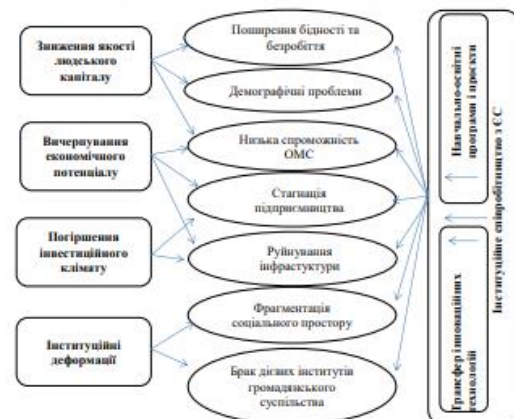 Зниження якості
людського
капіталу
Вичерпування
економічного
потенціалу
Погіршення
інвестиційного
клімату
Інституційні
деформації
Поширення бідності та
безробіття
Демографічні проблеми
Низька спроможність
ОМС
Стагнація
підприємництва
Руйнування
інфрастуктури
Фрагментація
соціального простору
Брак дієвих інститутів
громадянського
суспільства
Навчально-освітні
програми і проєкти
Трансфер інноваційних
технологій
Інституційне співробітництво з ЄС